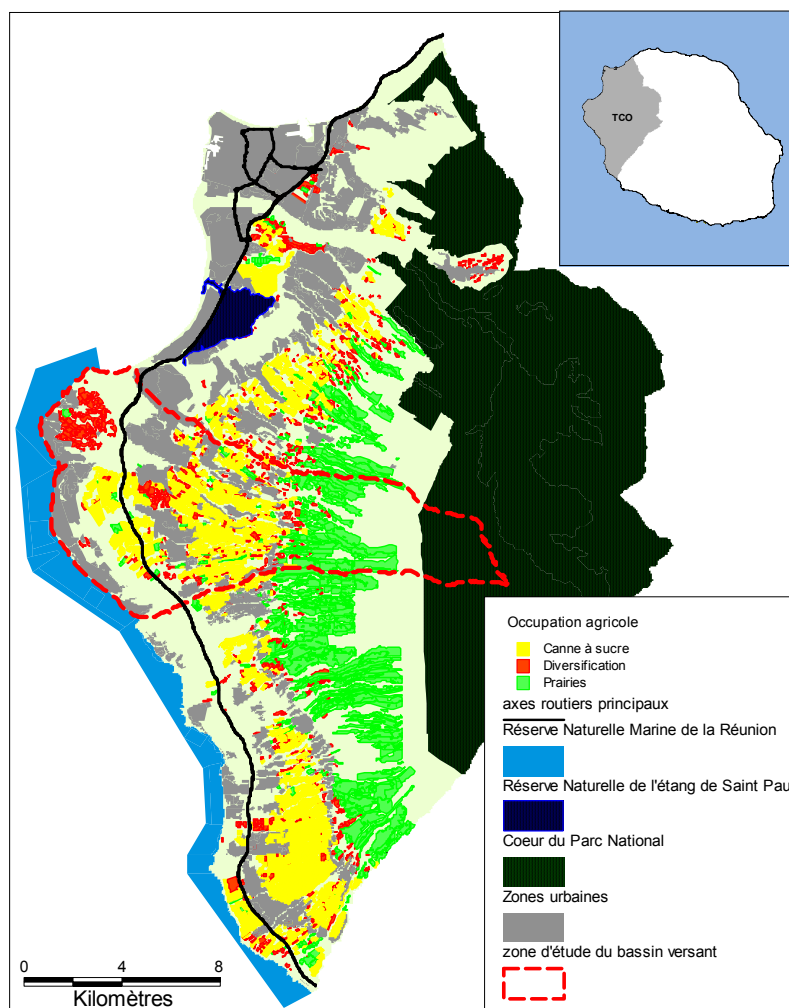 TCO
Occupation agricole
Canne à sucre
Diversification
Prairies
axes routiers principaux
Réserve Naturelle Marine de la Réunion
Réserve Naturelle de l'étang de Saint Pau
Coeur du Parc National
Zones urbaines
zone d'étude du bassin versant
0 4 8
Kilomètres